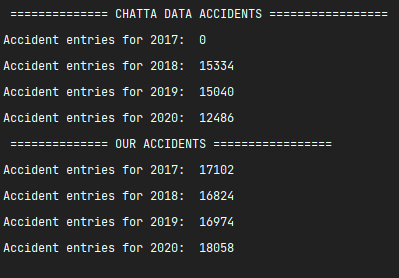 ============== CHATTA DATA ACCIDENTS =================
Accident entries for 2017:  0
Accident entries for 2018:  15334
Accident entries for 2019:  15040
Accident entries for 2020:  12486
============== OUR ACCIDENTS =================
Accident entries for 2017:  17102
Accident entries for 2018:  16824
Accident entries for 2019:  16974
Accident entries for 2020:  18058